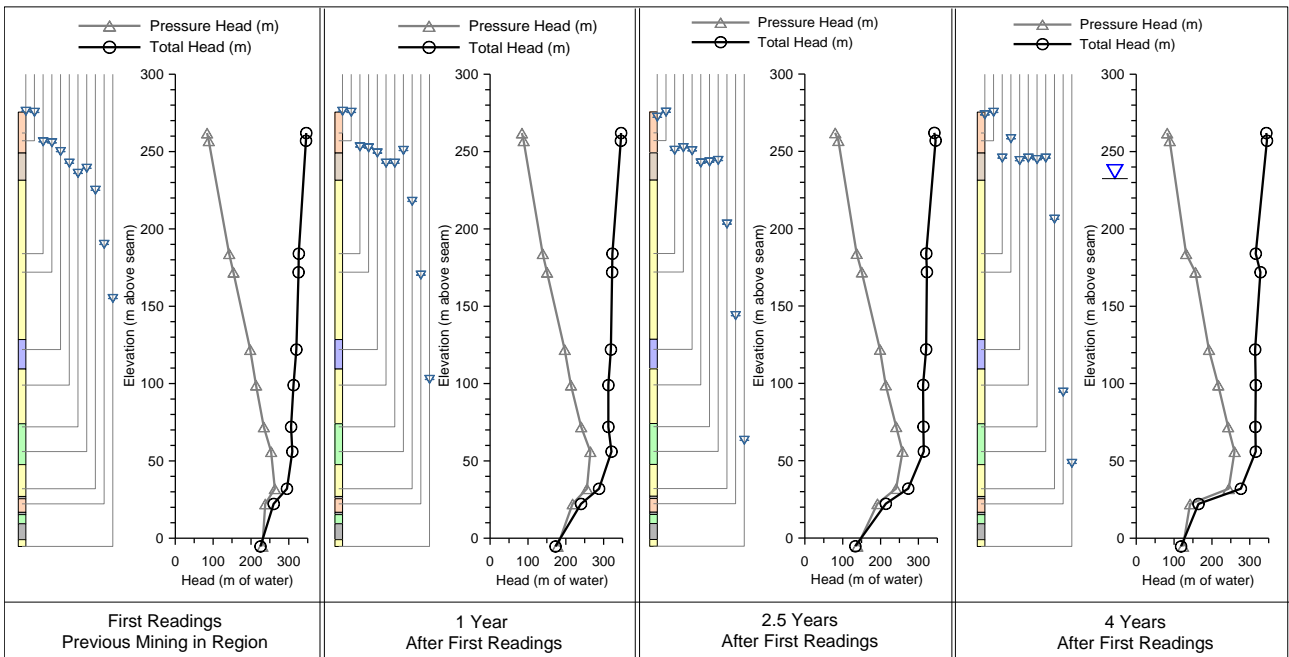 Pressure Head (m)
Total Head (m)
300
250
200
150
100
50
0
Elevation (m above seam)
0 100 200 300
Head (m of water)
First Readings
Previous Mining in Region
Pressure Head (m)
Total Head (m)
300
250
200
150
100
50
0
Elevation (m above seam)
0 100 200 300
Head (m of water)
1 Year
After First Readings
Pressure Head (m)
Total Head (m)
300
250
200
150
100
50
0
Elevation (m above seam)
0 100 200 300
Head (m of water)
2.5 Years
After First Readings
Pressure Head (m)
Total Head (m)
300
250
200
150
100
50
0
Elevation (m above seam)
0 100 200 300
Head (m of water)
4 Years
After First Readings